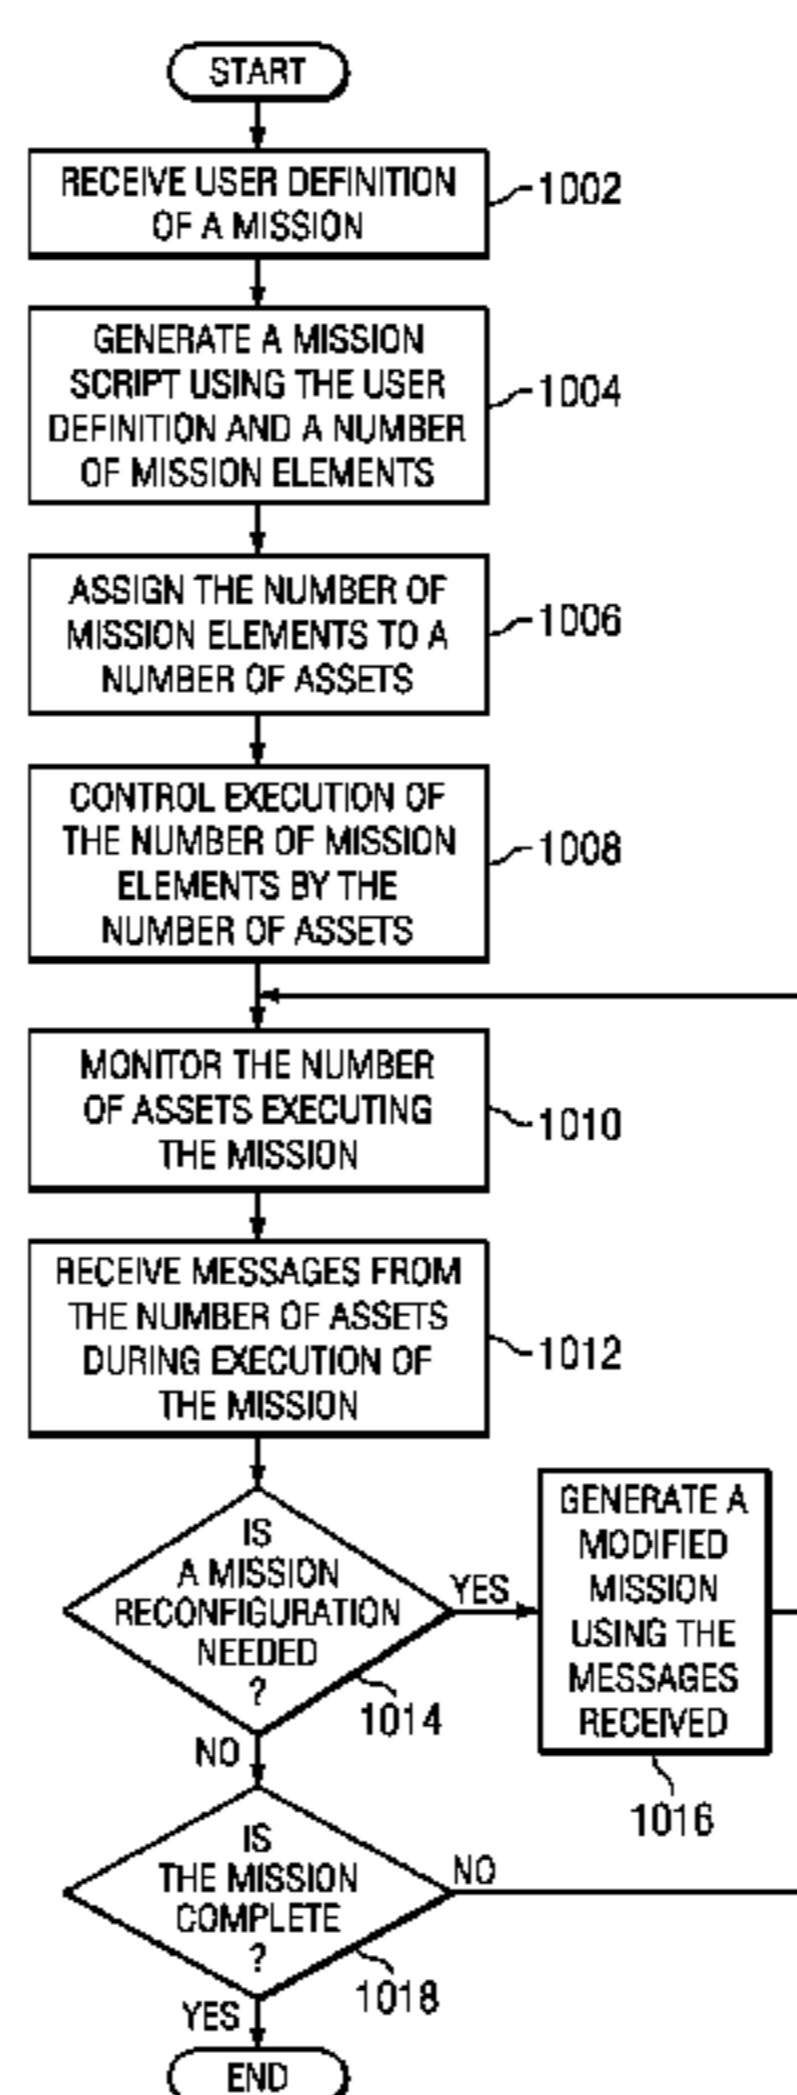 START
RECEIVE USER DEFINITION
OF A MISSION
1002
GENERATE A MISSION
SCRIPT USING THE USER
DEFINITION AND A NUMBER
OF MISSION ELEMENTS
1004
ASSIGN THE NUMBER OF
MISSION ELEMENTS TO A
NUMBER OF ASSETS
1006
CONTROL EXECUTION OF
THE NUMBER OF MISSION
ELEMENTS BY THE
NUMBER OF ASSETS
1008
MONITOR THE NUMBER
OF ASSETS EXECUTING
THE MISSION
1010
RECEIVE MESSAGES FROM
THE NUMBER OF ASSETS
DURING EXECUTION OF
THE MISSION
1012
IS
A MISSION
RECONFIGURATION
NEEDED
?
1014
YES
GENERATE A
MODIFIED
MISSION
USING THE
MESSAGES
RECEIVED
1016
NO
IS
THE MISSION
COMPLETE
?
1018
NO
YES
END